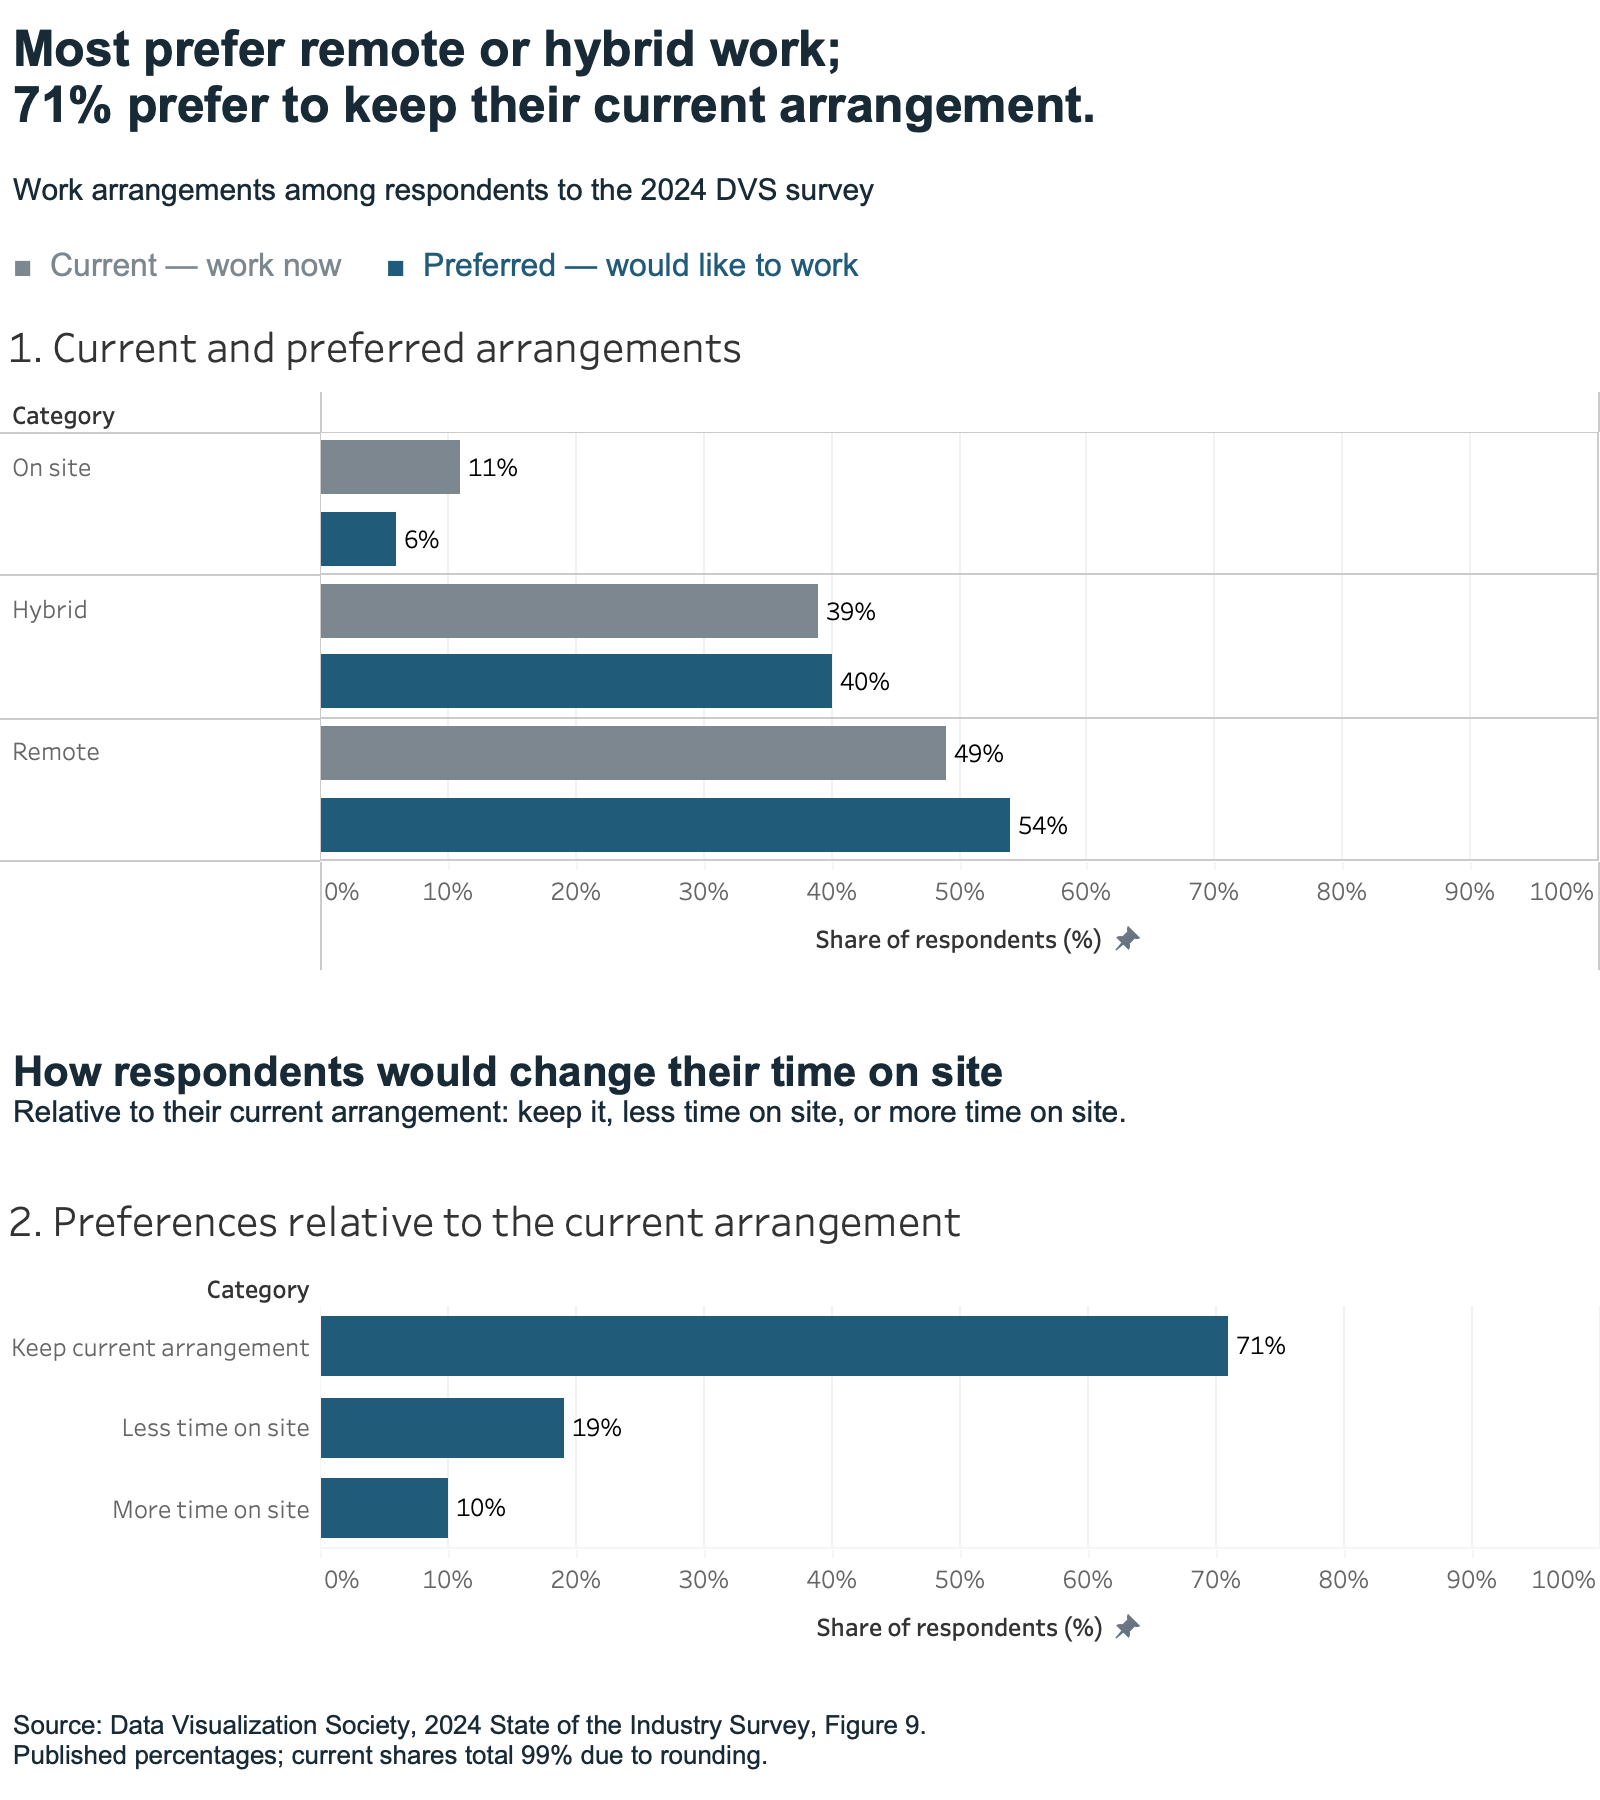 Most prefer remote or hybrid work;
71% prefer to keep their current arrangement.
Work arrangements among respondents to the 2024 DVS survey
■ Current — work now ■ Preferred — would like to work
1. Current and preferred arrangements
Category
On site
11%
6%
Hybrid
39%
40%
Remote
49%
54%
0% 10% 20% 30% 40% 50% 60% 70% 80% 90% 100%
Share of respondents (%)
How respondents would change their time on site
Relative to their current arrangement: keep it, less time on site, or more time on site.
2. Preferences relative to the current arrangement
Category
Keep current arrangement 71%
Less time on site 19%
More time on site 10%
0% 10% 20% 30% 40% 50% 60% 70% 80% 90% 100%
Share of respondents (%)
Source: Data Visualization Society, 2024 State of the Industry Survey, Figure 9.
Published percentages; current shares total 99% due to rounding.